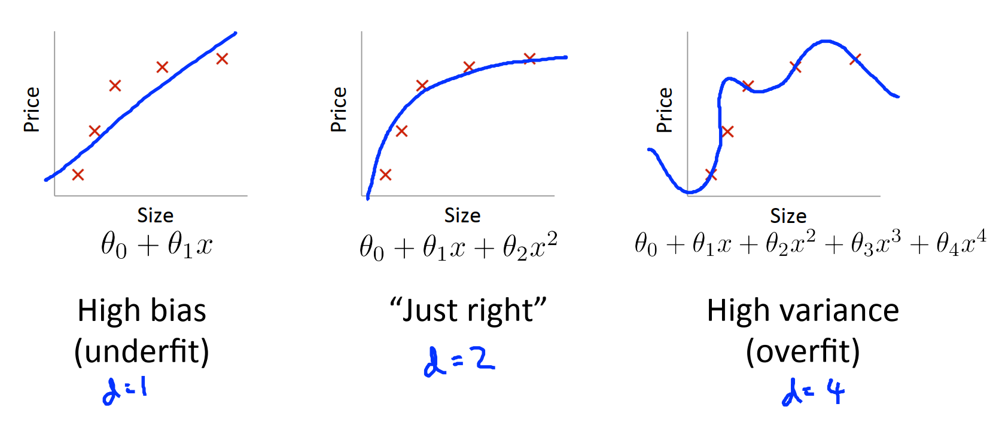 Price
Size
θ₀ + θ₁x
High bias
(underfit)
d=1
Price
Size
θ₀ + θ₁x + θ₂x²
“Just right”
d=2
Price
Size
θ₀ + θ₁x + θ₂x² + θ₃x³ + θ₄x⁴
High variance
(overfit)
d=4